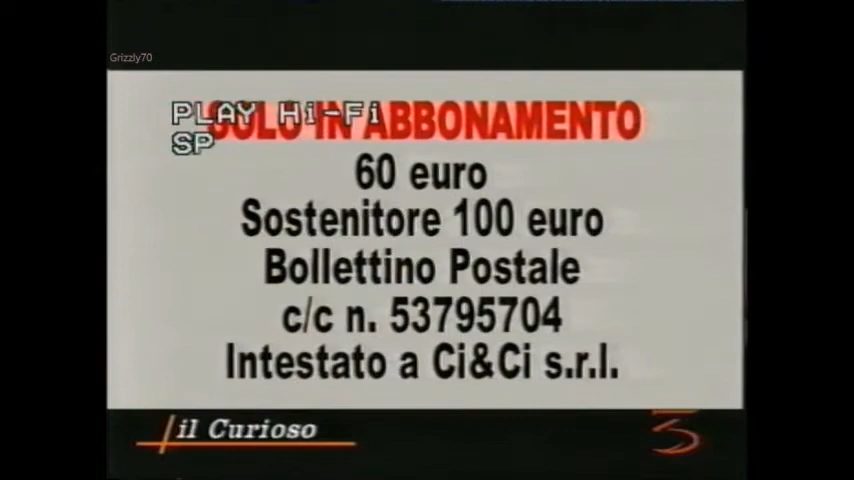 Grizzly70
PLAY Hi-Fi
SP
SOLO IN ABBONAMENTO
60 euro
Sostenitore 100 euro
Bollettino Postale
c/c n. 53795704
Intestato a Ci&Ci s.r.l.
il Curioso
3